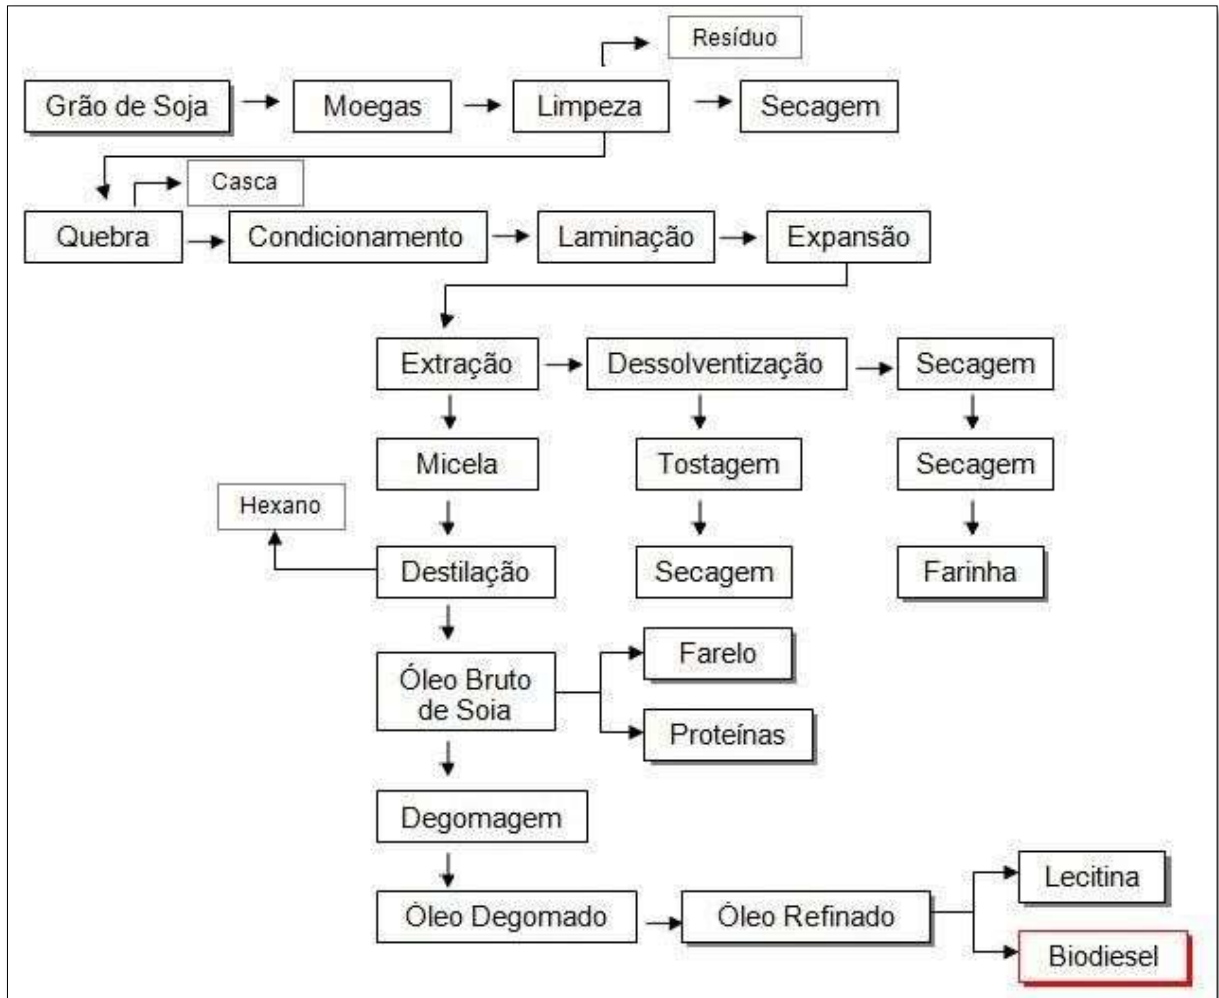 Resíduo
Grão de Soja
Moegas
Limpeza
Secagem
Casca
Quebra
Condicionamento
Laminação
Expansão
Extração
Dessolventização
Secagem
Micela
Tostagem
Secagem
Hexano
Destilação
Secagem
Farinha
Óleo Bruto
de Soia
Farelo
Proteínas
Degomagem
Óleo Degomado
Óleo Refinado
Lecitina
Biodiesel